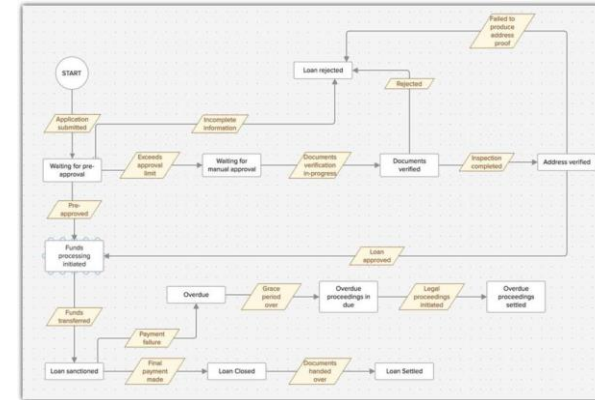 Failed to
produce
address
proof
START
Loan rejected
Rejected
Application
submitted
Incomplete
information
Waiting for pre-
approval
Exceeds
approval
limit
Waiting for
manual approval
Documents
verification
in-progress
Documents
verified
Inspection
completed
Address verified
Pre-
approved
Funds
processing
initiated
Loan
approved
Overdue
Grace
period
over
Overdue
proceedings in
due
Legal
proceedings
initiated
Overdue
proceedings
settled
Funds
transferred
Payment
failure
Loan sanctioned
Final
payment
made
Loan Closed
Documents
handed
over
Loan Settled